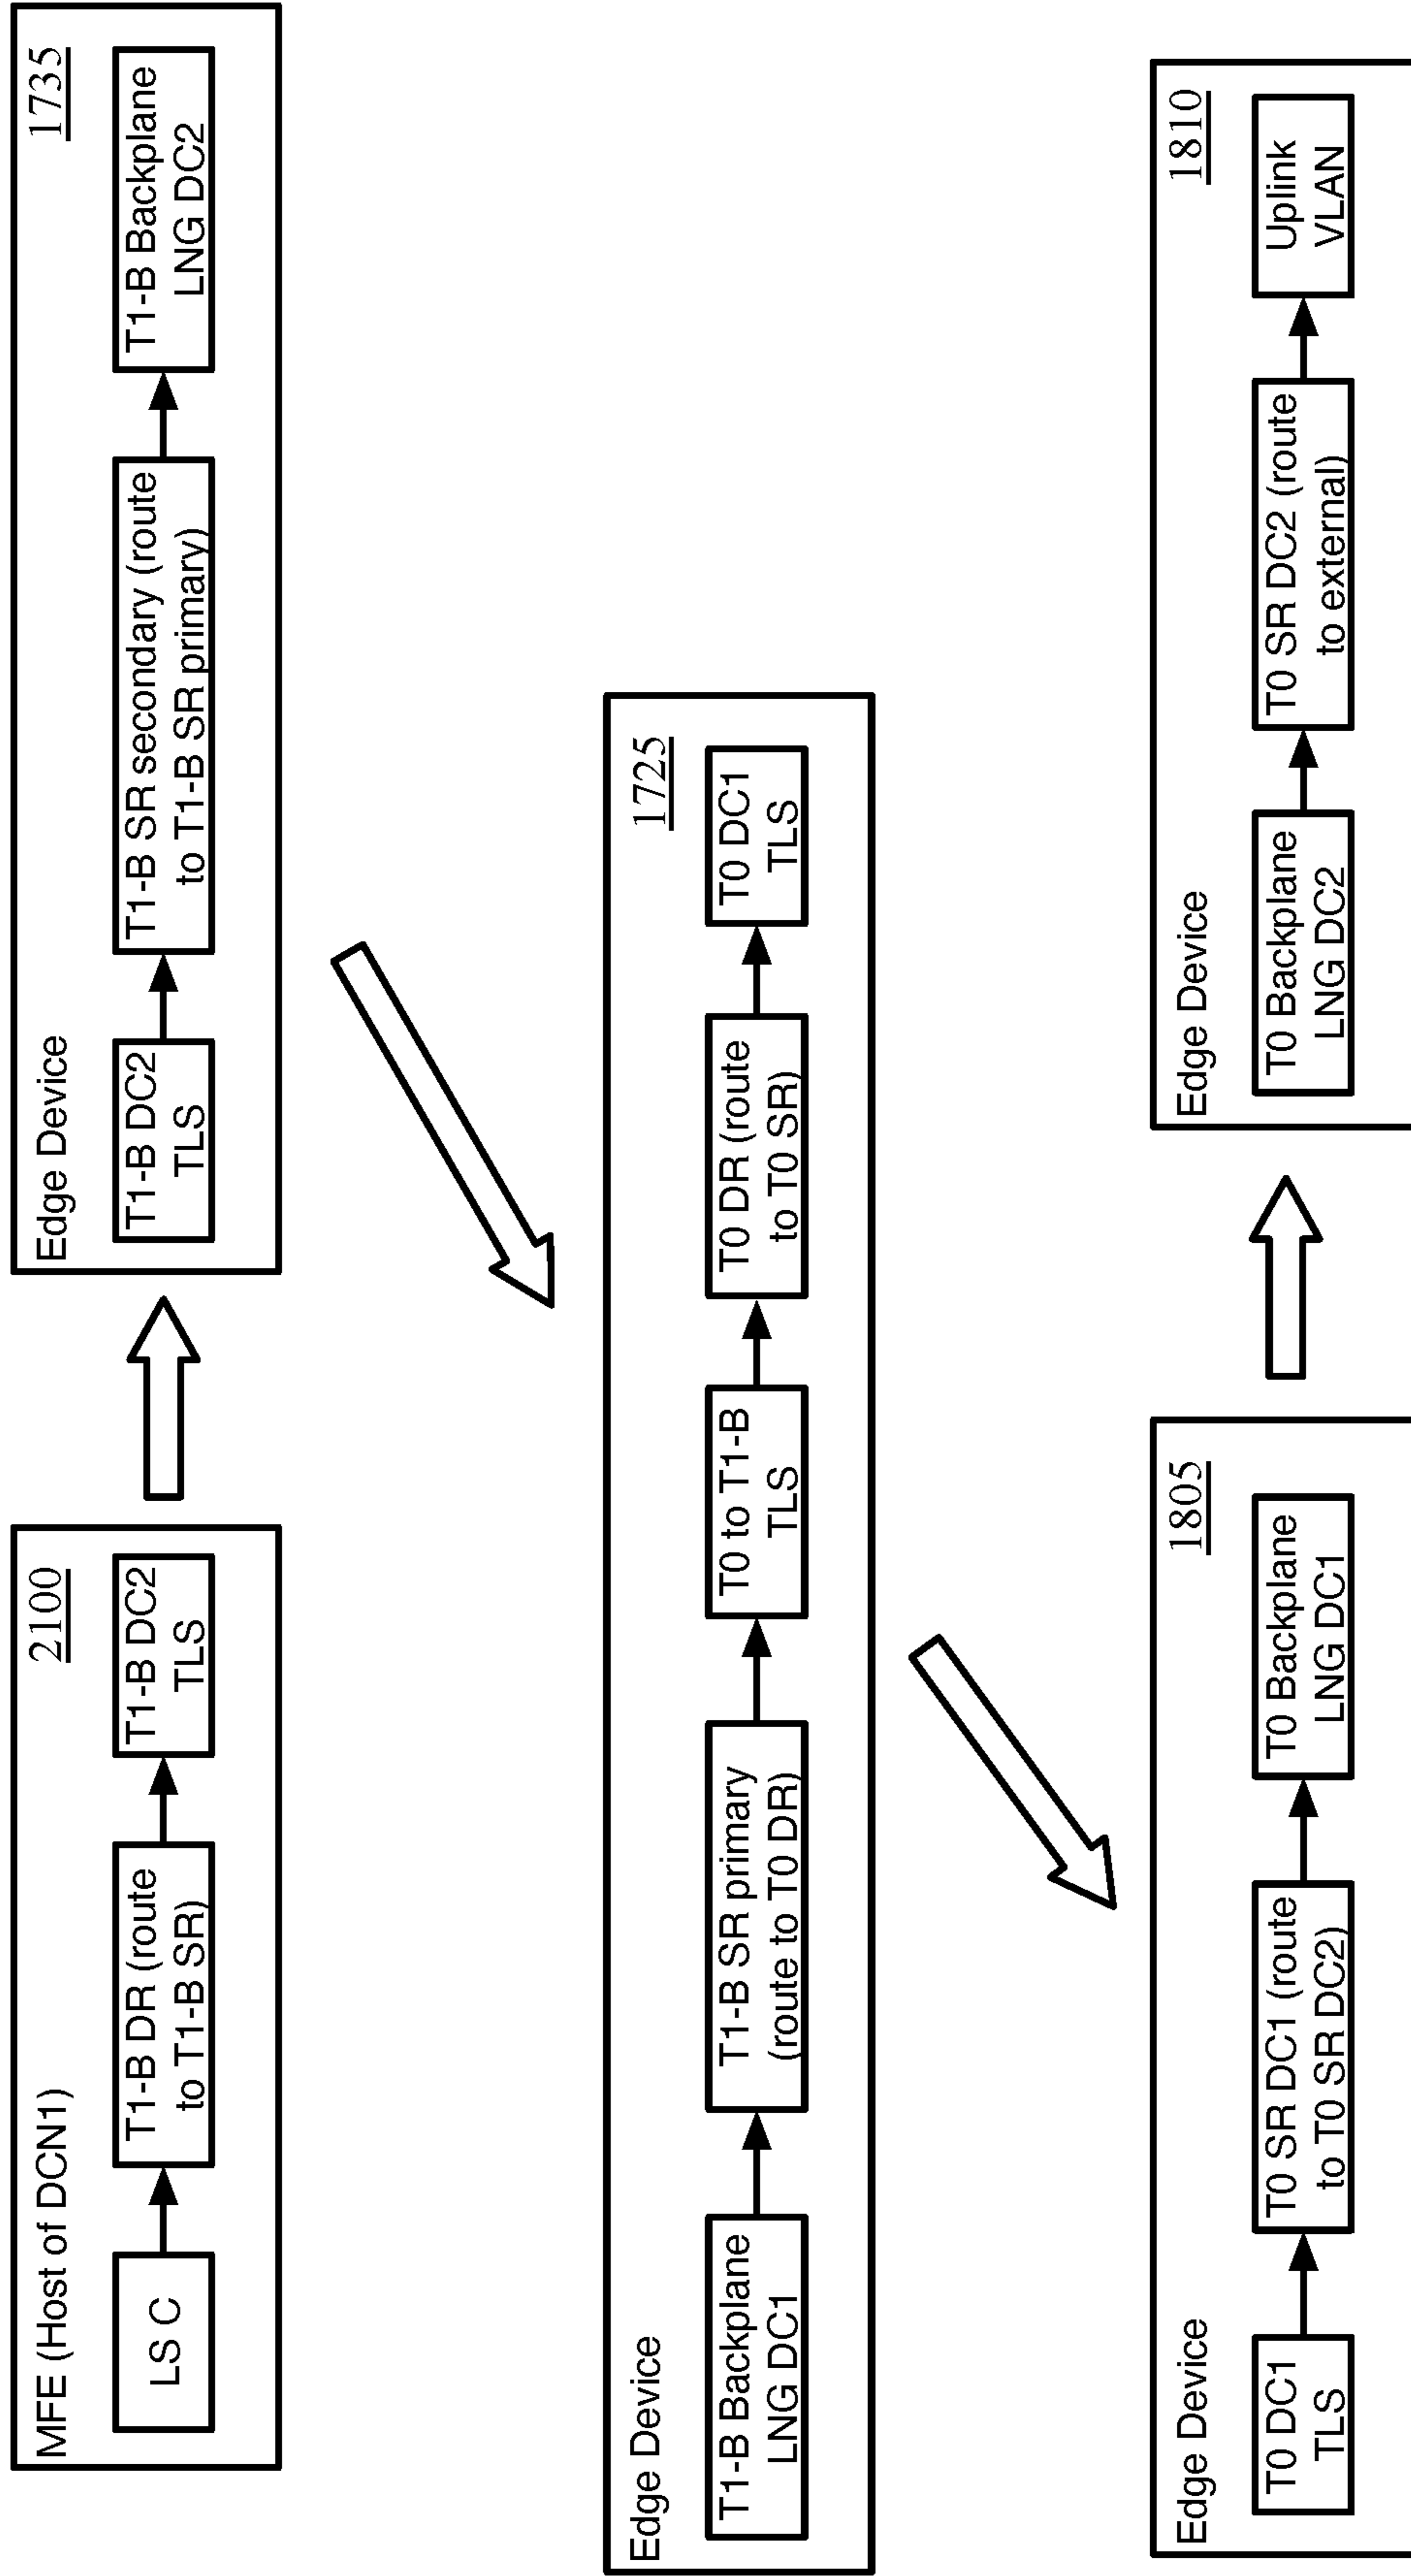 MFE (Host of DCN1)
2100
LS C
T1-B DR (route
to T1-B SR)
T1-B DC2
TLS
Edge Device
1735
T1-B DC2
TLS
T1-B SR secondary (route
to T1-B SR primary)
T1-B Backplane
LNG DC2
Edge Device
1725
T1-B Backplane
LNG DC1
T1-B SR primary
(route to T0 DR)
T0 to T1-B
TLS
T0 DR (route
to T0 SR)
T0 DC1
TLS
Edge Device
1805
T0 DC1
TLS
T0 SR DC1 (route
to T0 SR DC2)
T0 Backplane
LNG DC1
Edge Device
1810
T0 Backplane
LNG DC2
T0 SR DC2 (route
to external)
Uplink
VLAN